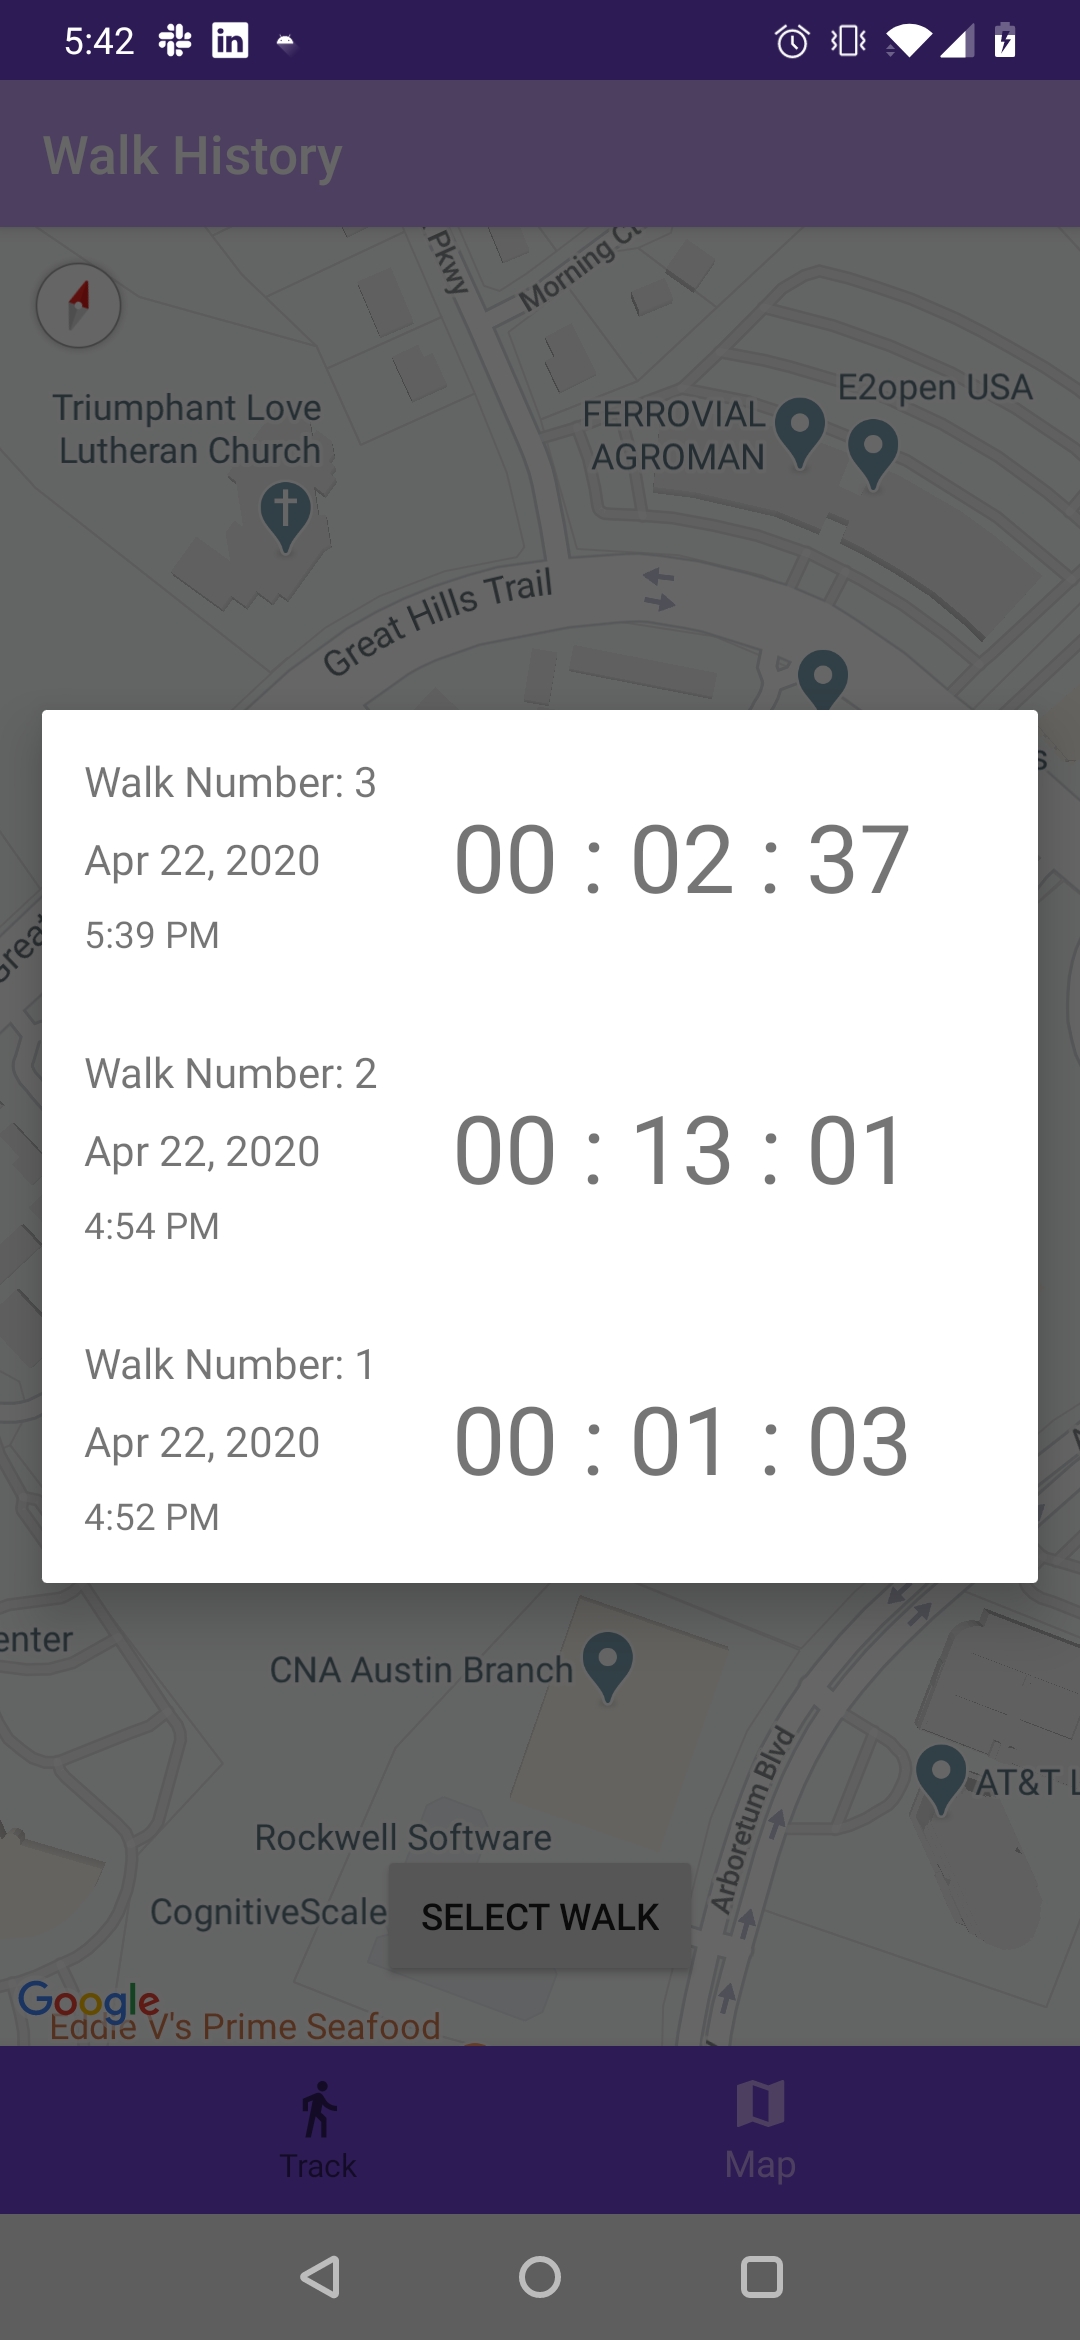 5:42
Walk History
Pkwy
Morning Ct
E2open USA
FERROVIAL
AGROMAN
Triumphant Love
Lutheran Church
Great Hills Trail
s
Walk Number: 3
Apr 22, 2020
00 : 02 : 37
5:39 PM
Great
Walk Number: 2
Apr 22, 2020
00 : 13 : 01
4:54 PM
Walk Number: 1
Apr 22, 2020
00 : 01 : 03
4:52 PM
enter
CNA Austin Branch
Arboretum Blvd
AT&T L
Rockwell Software
CognitiveScale
SELECT WALK
Google
Eddie V's Prime Seafood
Track
Map